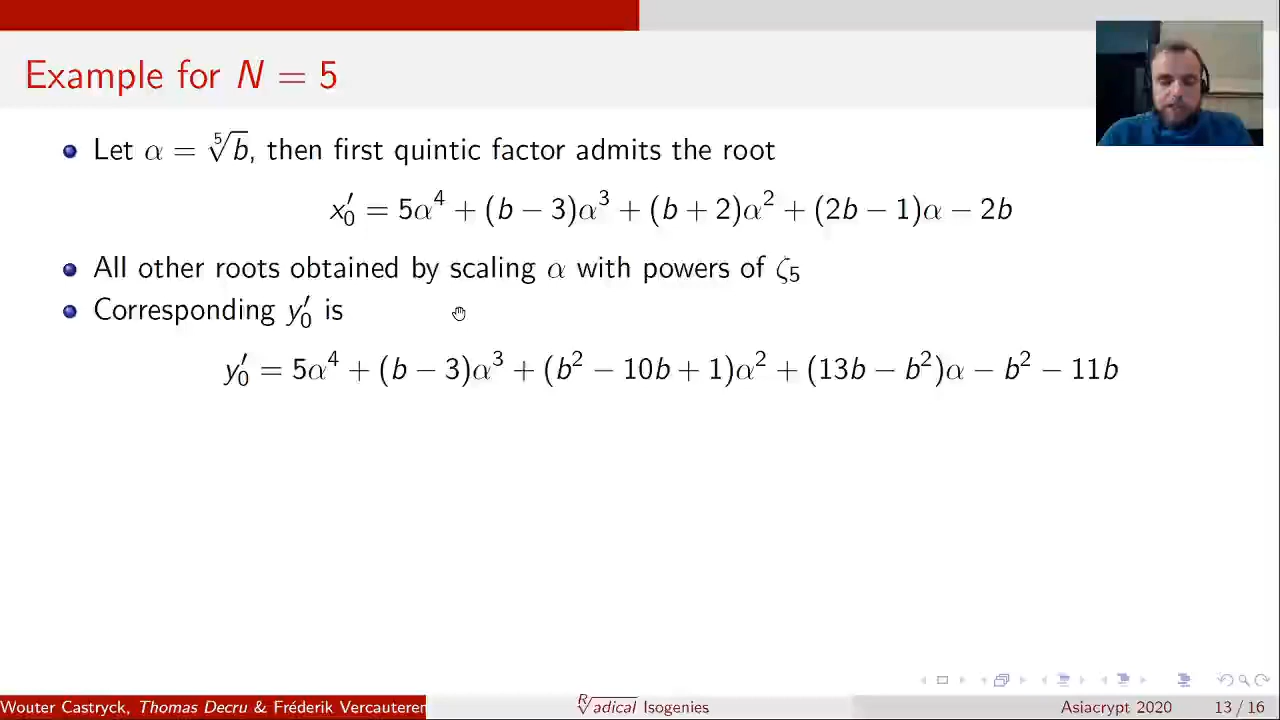 Example for N = 5
Let α = ⁵√b, then first quintic factor admits the root
x′₀ = 5α⁴ + (b − 3)α³ + (b + 2)α² + (2b − 1)α − 2b
All other roots obtained by scaling α with powers of ζ₅
Corresponding y′₀ is
y′₀ = 5α⁴ + (b − 3)α³ + (b² − 10b + 1)α² + (13b − b²)α − b² − 11b
Wouter Castryck, Thomas Decru & Fréderik Vercauteren
R√adical Isogenies
Asiacrypt 2020
13 / 16